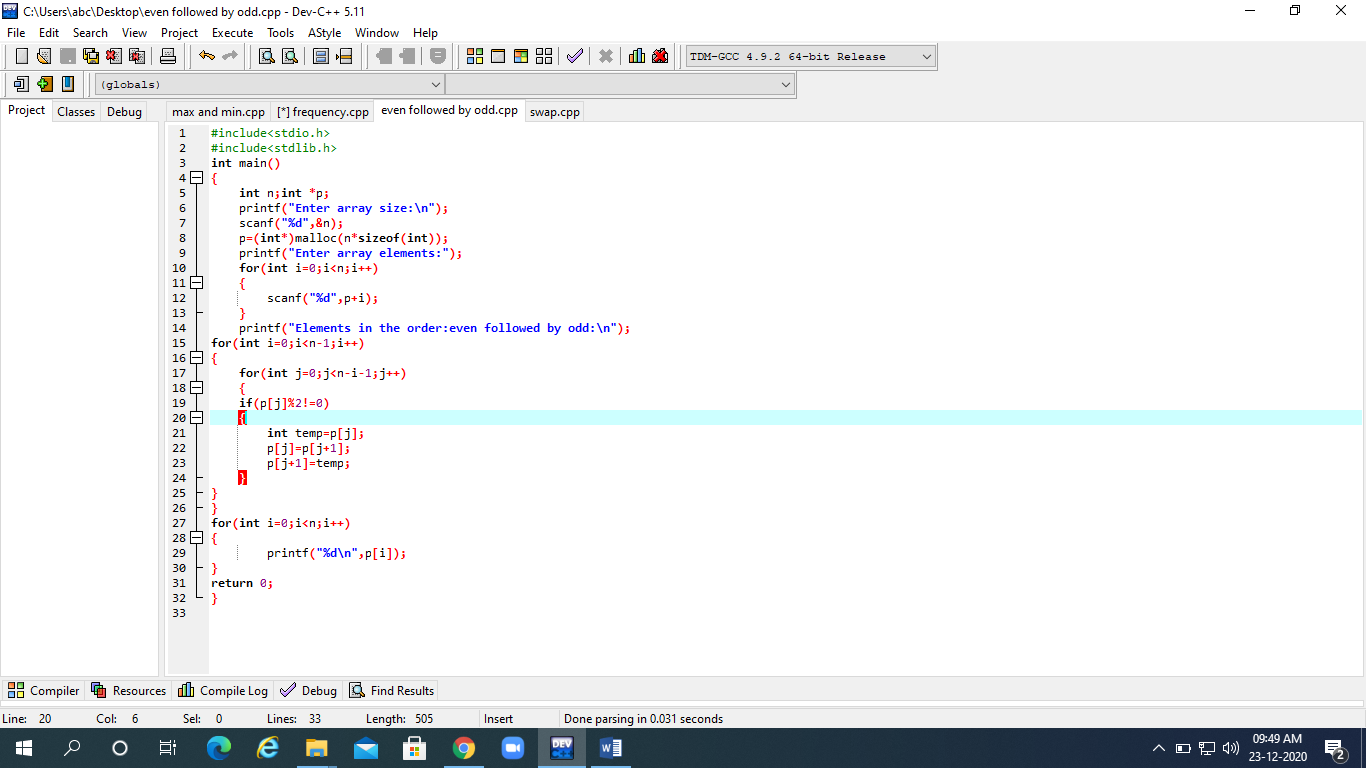 C:\Users\abc\Desktop\even followed by odd.cpp - Dev-C++ 5.11
File Edit Search View Project Execute Tools AStyle Window Help
TDM-GCC 4.9.2 64-bit Release
(globals)
Project Classes Debug
max and min.cpp [*] frequency.cpp even followed by odd.cpp swap.cpp
1 #include<stdio.h>
2 #include<stdlib.h>
3 int main()
4 {
5 int n;int *p;
6 printf("Enter array size:\n");
7 scanf("%d",&n);
8 p=(int*)malloc(n*sizeof(int));
9 printf("Enter array elements:");
10 for(int i=0;i<n;i++)
11 {
12 scanf("%d",p+i);
13 }
14 printf("Elements in the order:even followed by odd:\n");
15 for(int i=0;i<n-1;i++)
16 {
17 for(int j=0;j<n-i-1;j++)
18 {
19 if(p[j]%2!=0)
20 {
21 int temp=p[j];
22 p[j]=p[j+1];
23 p[j+1]=temp;
24 }
25 }
26 }
27 for(int i=0;i<n;i++)
28 {
29 printf("%d\n",p[i]);
30 }
31 return 0;
32 }
33
Compiler Resources Compile Log Debug Find Results
Line: 20 Col: 6 Sel: 0 Lines: 33 Length: 505 Insert Done parsing in 0.031 seconds
DEV
09:49 AM
23-12-2020
2